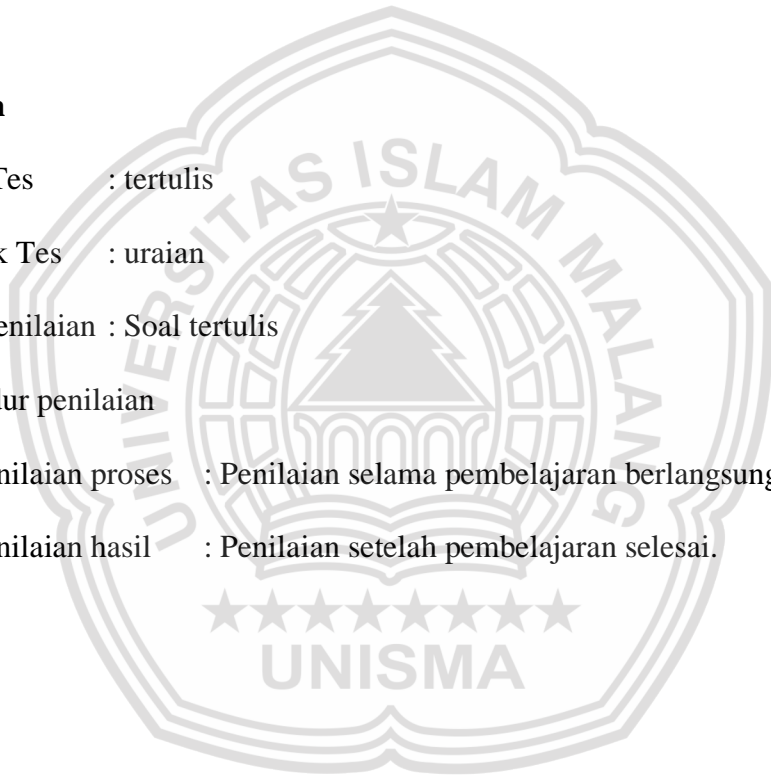 n
Tes : tertulis
k Tes : uraian
enilaian : Soal tertulis
dur penilaian
nilaian proses : Penilaian selama pembelajaran berlangsung
nilaian hasil : Penilaian setelah pembelajaran selesai.
UNIVERSITAS ISLAM MALANG
UNISMA